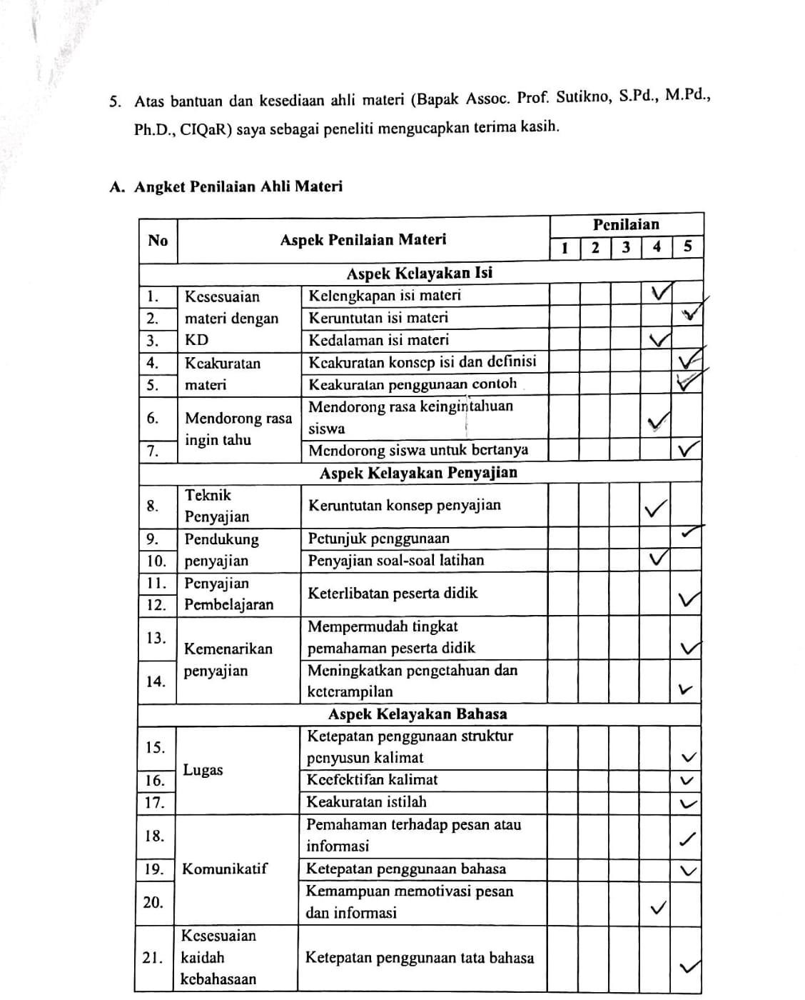 5. Atas bantuan dan kesediaan ahli materi (Bapak Assoc. Prof. Sutikno, S.Pd., M.Pd.,
Ph.D., CIQaR) saya sebagai peneliti mengucapkan terima kasih.
A. Angket Penilaian Ahli Materi
No Aspek Penilaian Materi Penilaian
1 2 3 4 5
Aspek Kelayakan Isi
1. Kesesuaian Kelengkapan isi materi ✓
2. materi dengan Keruntutan isi materi ✓
3. KD Kedalaman isi materi ✓
4. Keakuratan Keakuratan konsep isi dan definisi ✓
5. materi Keakuratan penggunaan contoh ✓
6. Mendorong rasa Mendorong rasa keingintahuan
ingin tahu siswa ✓
7. Mendorong siswa untuk bertanya ✓
Aspek Kelayakan Penyajian
8. Teknik
Penyajian Keruntutan konsep penyajian ✓
9. Pendukung Petunjuk penggunaan ✓
10. penyajian Penyajian soal-soal latihan ✓
11. Penyajian Keterlibatan peserta didik
12. Pembelajaran ✓
13. Mempermudah tingkat
Kemenarikan pemahaman peserta didik ✓
14. penyajian Meningkatkan pengetahuan dan
keterampilan ✓
Aspek Kelayakan Bahasa
15. Ketepatan penggunaan struktur
Lugas penyusun kalimat ✓
16. Keefektifan kalimat ✓
17. Keakuratan istilah ✓
18. Pemahaman terhadap pesan atau
informasi ✓
19. Komunikatif Ketepatan penggunaan bahasa ✓
20. Kemampuan memotivasi pesan
dan informasi ✓
Kesesuaian
21. kaidah Ketepatan penggunaan tata bahasa ✓
kebahasaan